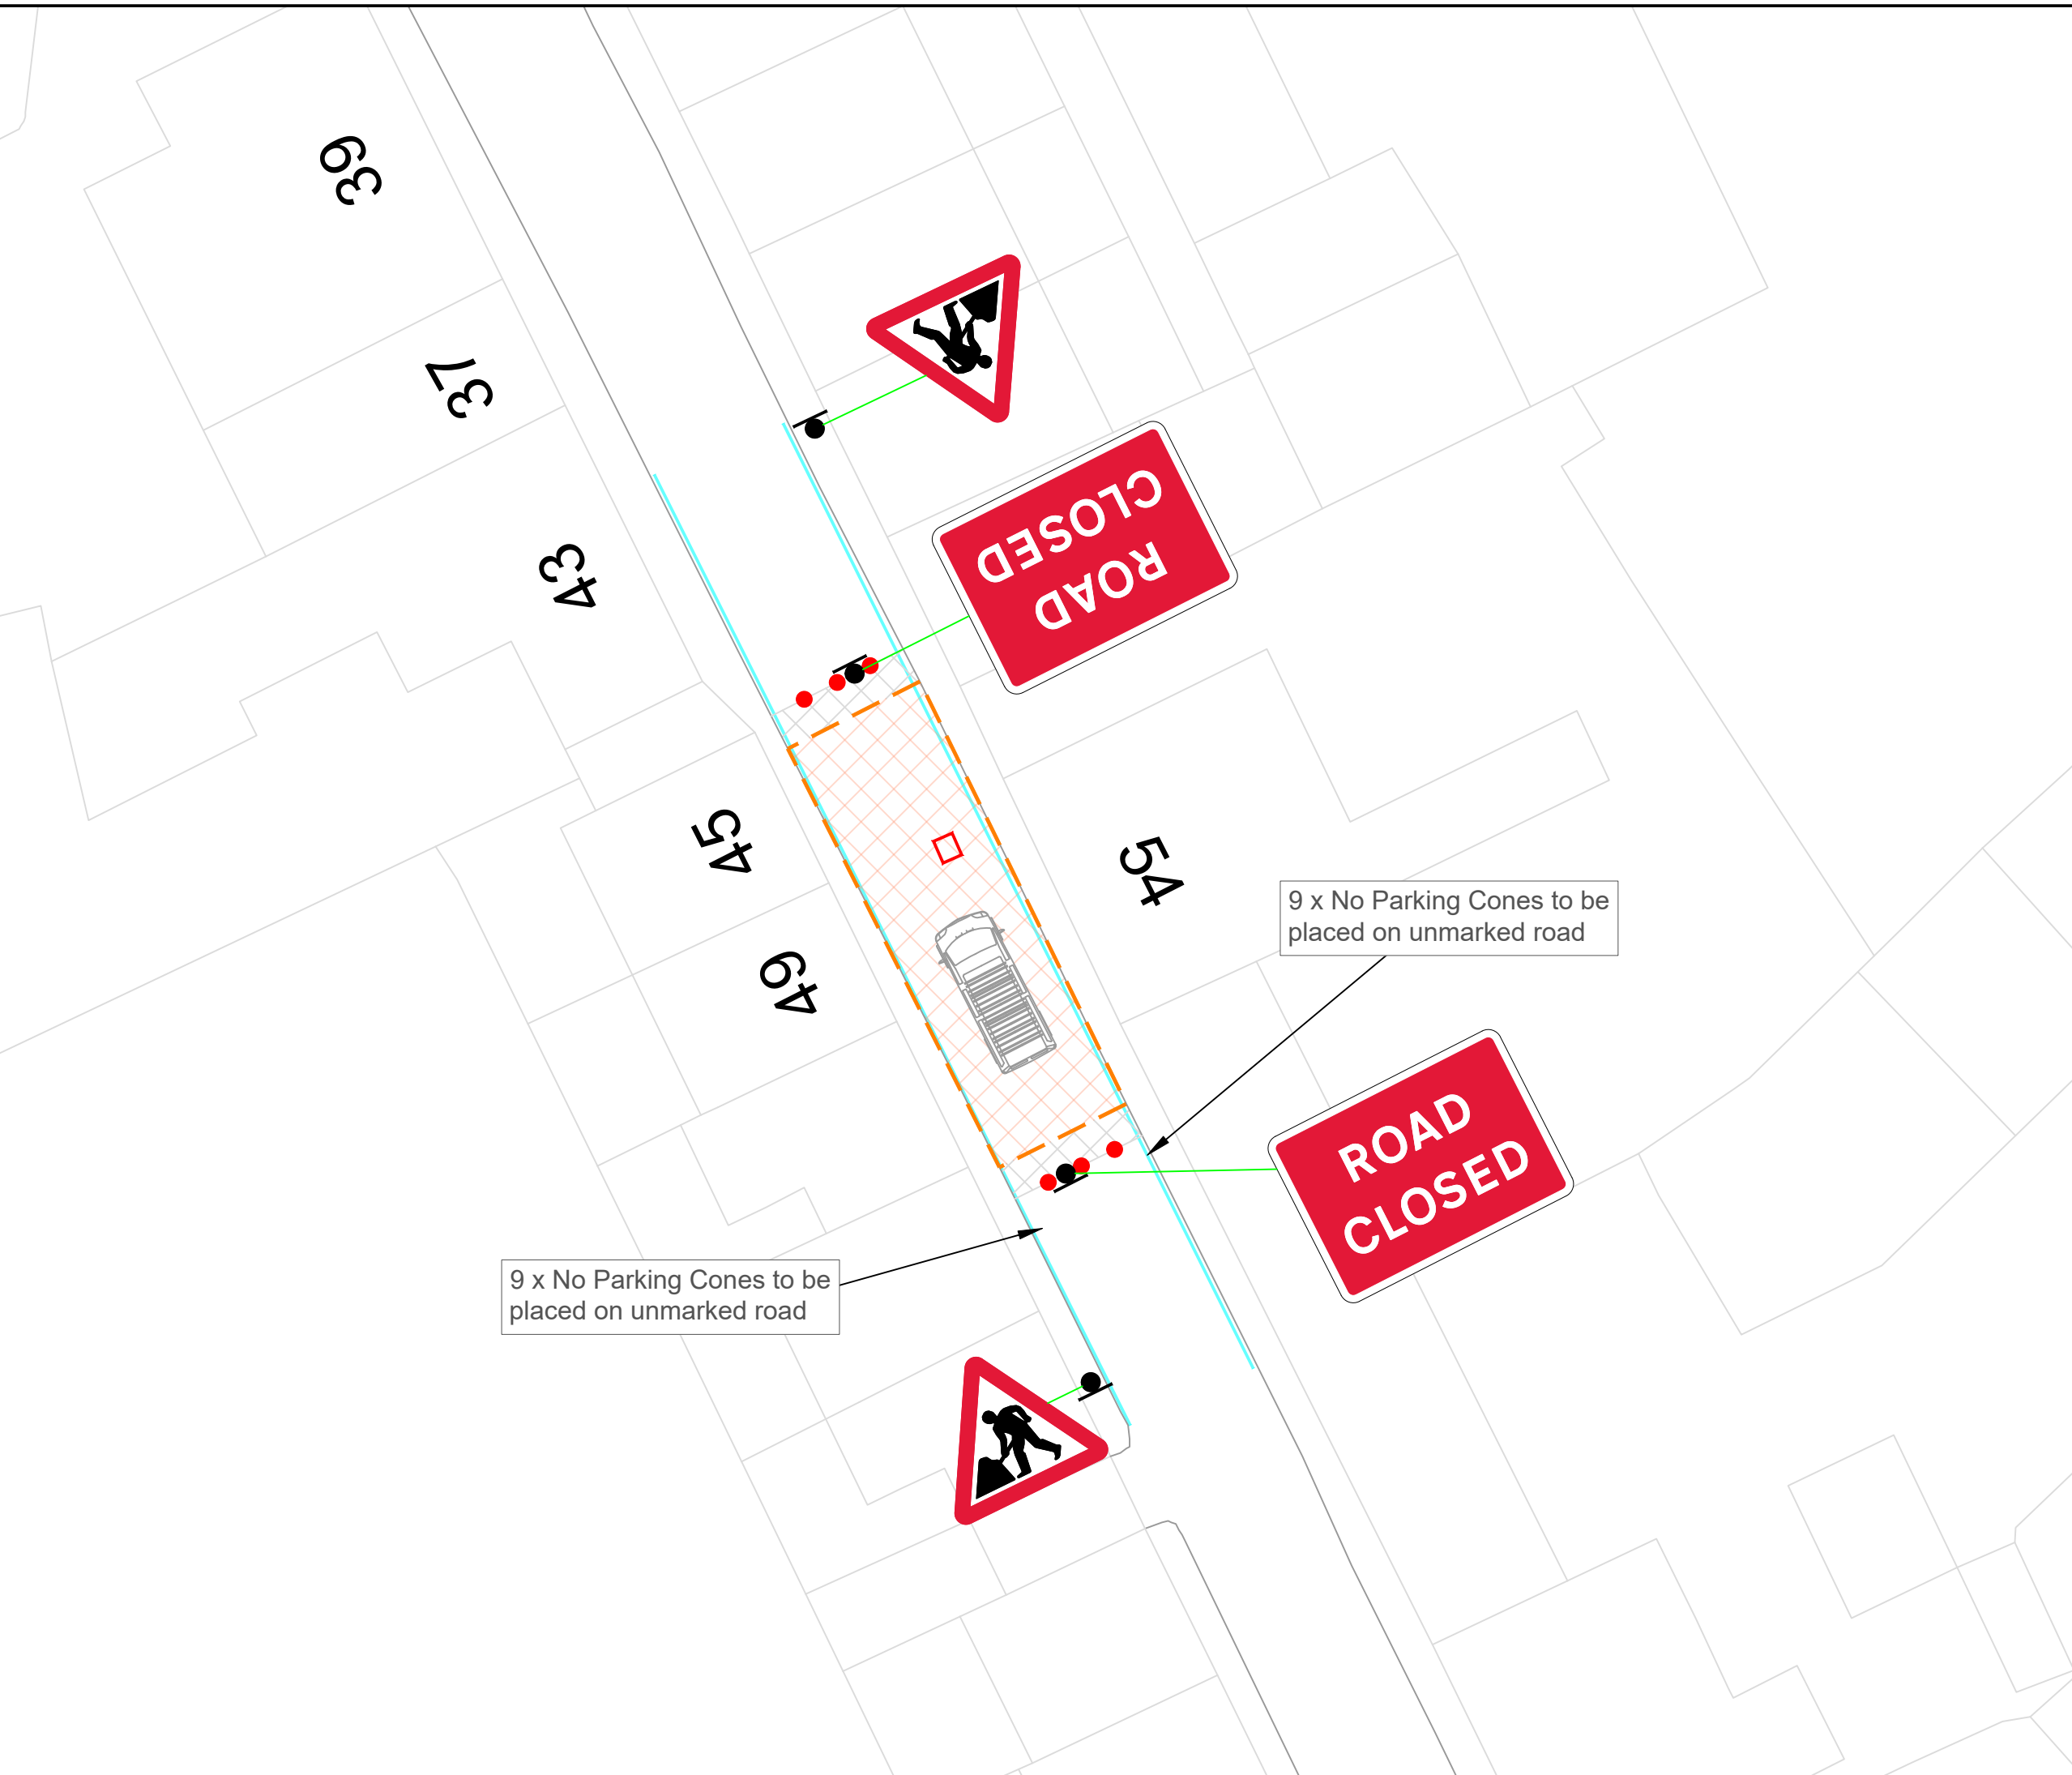 39
37
43
CLOSED
ROAD
45
54
49
9 x No Parking Cones to be
placed on unmarked road
ROAD
CLOSED
9 x No Parking Cones to be
placed on unmarked road